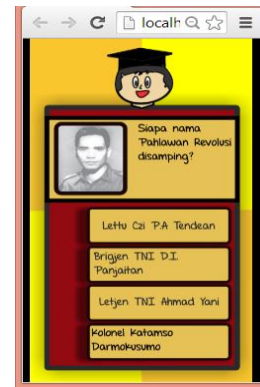 localh
Siapa nama
'Pahlawan Revolusi
disamping?
Lettu Czi P.A Tendean
Brigjen TNI D.I.
Panjaitan
Letjen TNI Ahmad Yani
Kolonel Katamso
Darmokusumo